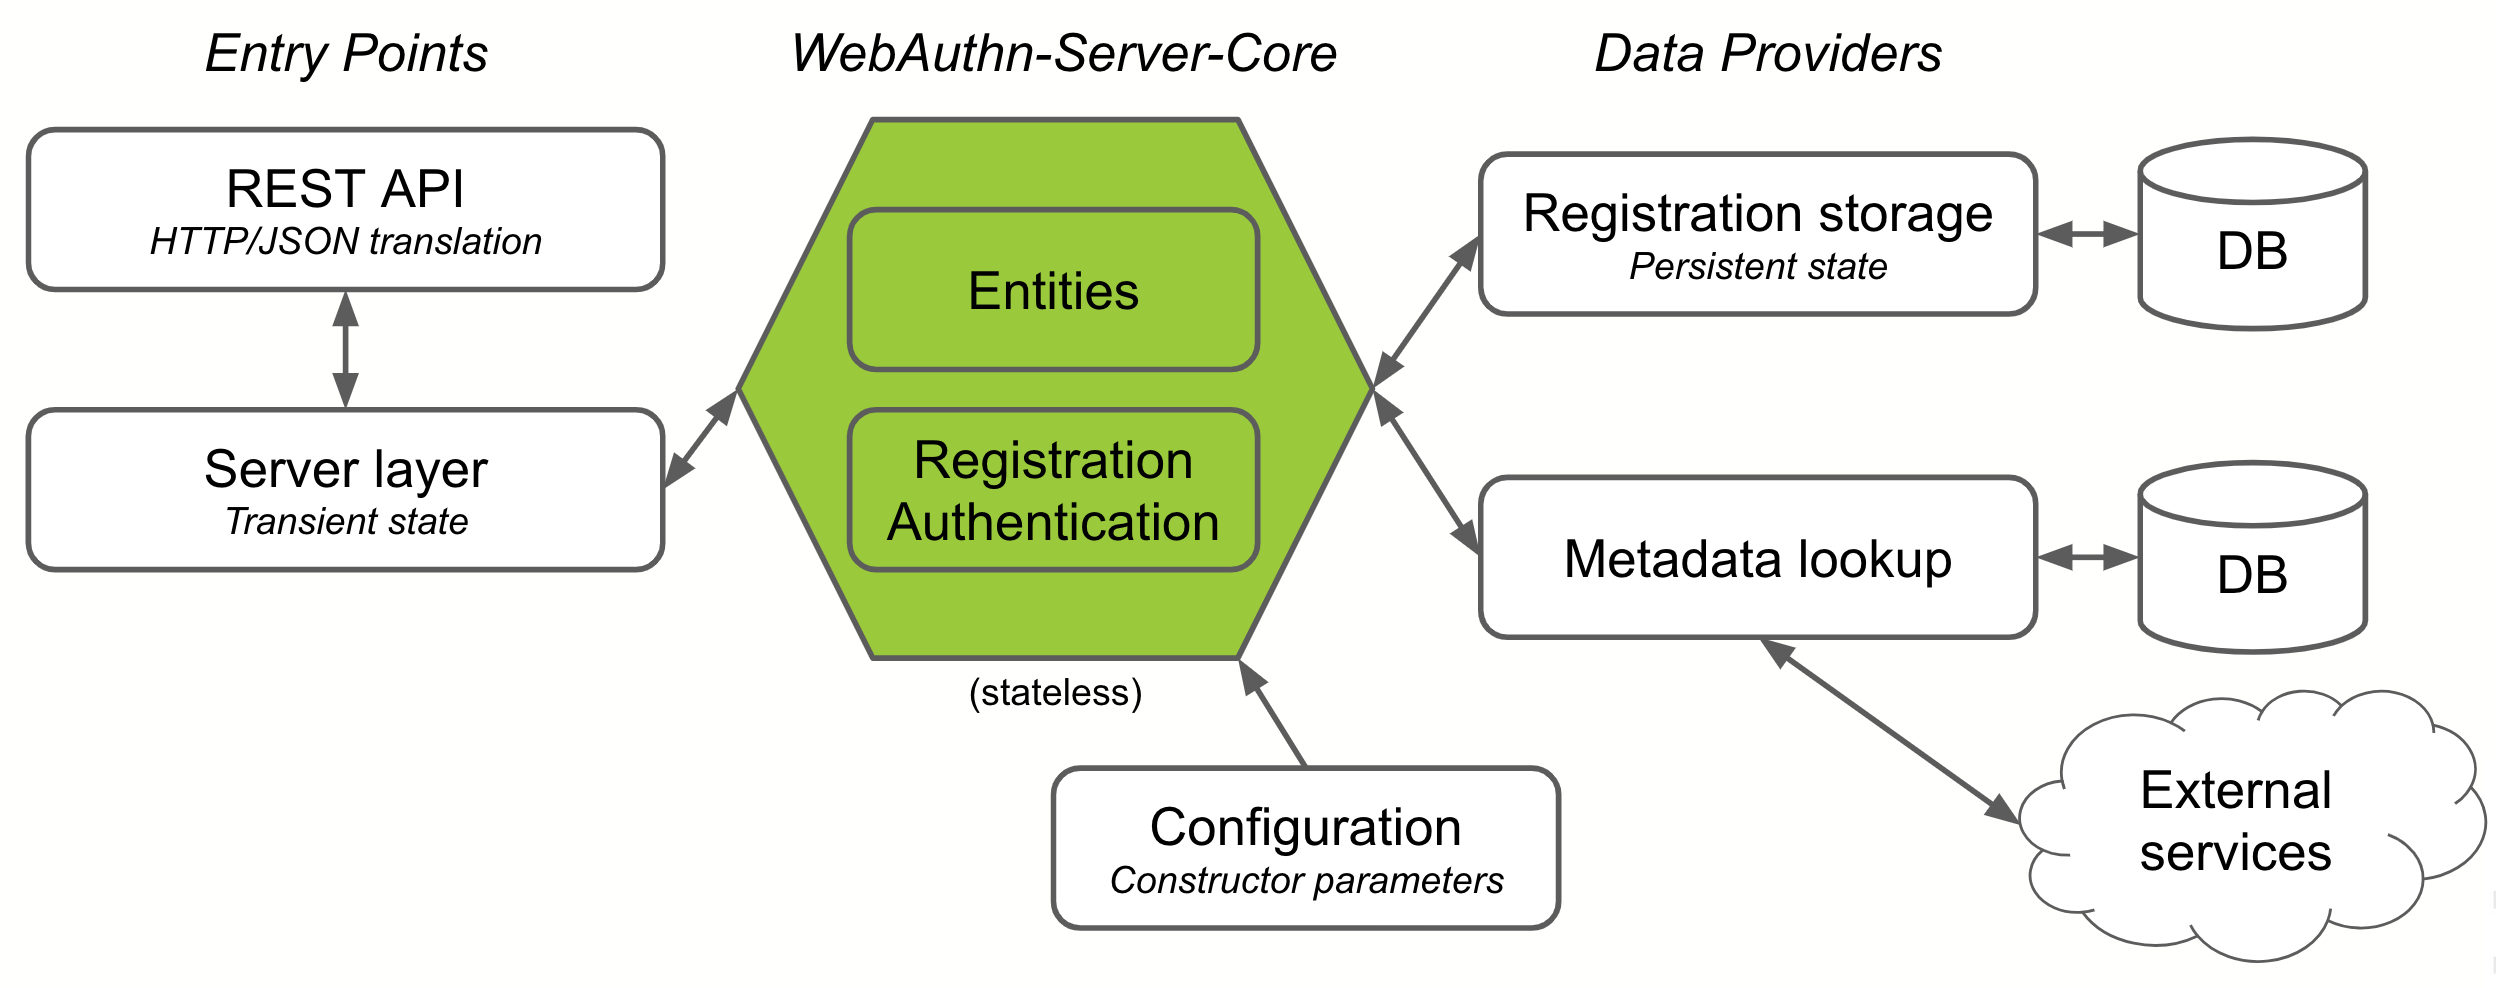 Entry Points
WebAuthn-Server-Core
Data Providers
REST API
HTTP/JSON translation
Server layer
Transient state
Entities
Registration
Authentication
(stateless)
Configuration
Constructor parameters
Registration storage
Persistent state
DB
Metadata lookup
DB
External
services